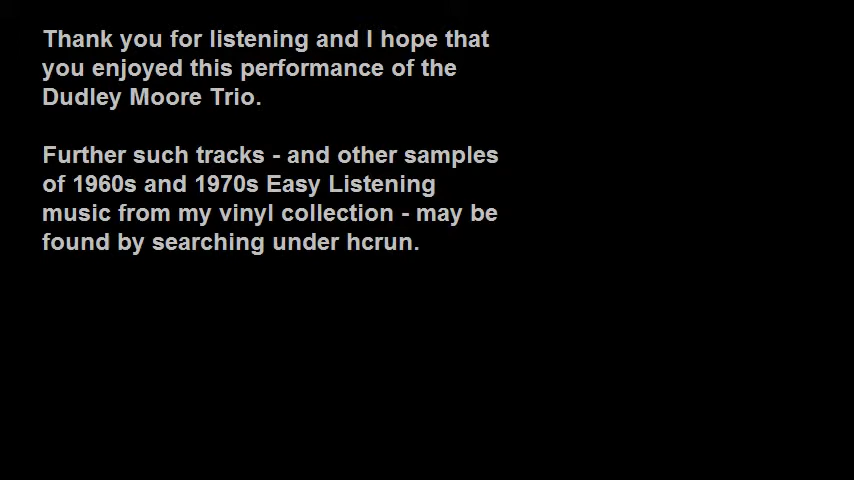 Thank you for listening and I hope that
you enjoyed this performance of the
Dudley Moore Trio.
Further such tracks - and other samples
of 1960s and 1970s Easy Listening
music from my vinyl collection - may be
found by searching under hcrun.